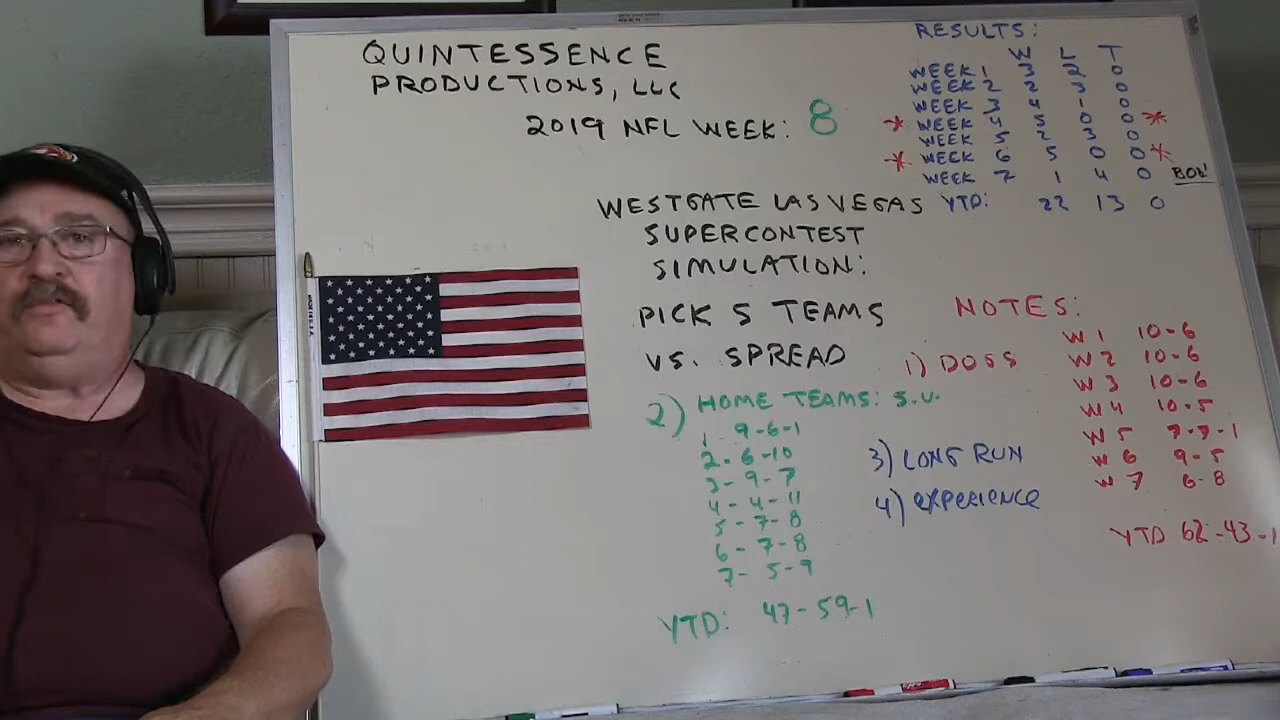 QUINTESSENCE
PRODUCTIONS, LLC
2019 NFL WEEK: 8
RESULTS:
W L T
WEEK 1 3 2 0
WEEK 2 2 3 0
WEEK 3 4 1 0
* WEEK 4 5 0 0 *
WEEK 5 2 3 0
* WEEK 6 5 0 0 *
WEEK 7 1 4 0 BOO!
YTD: 22 13 0
WESTGATE LAS VEGAS
SUPERCONTEST
SIMULATION:
PICK 5 TEAMS
VS. SPREAD
NOTES:
1) DOGS
W 1 10-6
W 2 10-6
W 3 10-6
W 4 10-5
W 5 7-7-1
W 6 9-5
W 7 6-8
YTD 62-43-1
2) HOME TEAMS: S.U.
1 9-6-1
2- 6-10
3- 9-7
4- 4-11
5- 7-8
6- 7-8
7- 5-9
YTD: 47-59-1
3) LONG RUN
4) EXPERIENCE